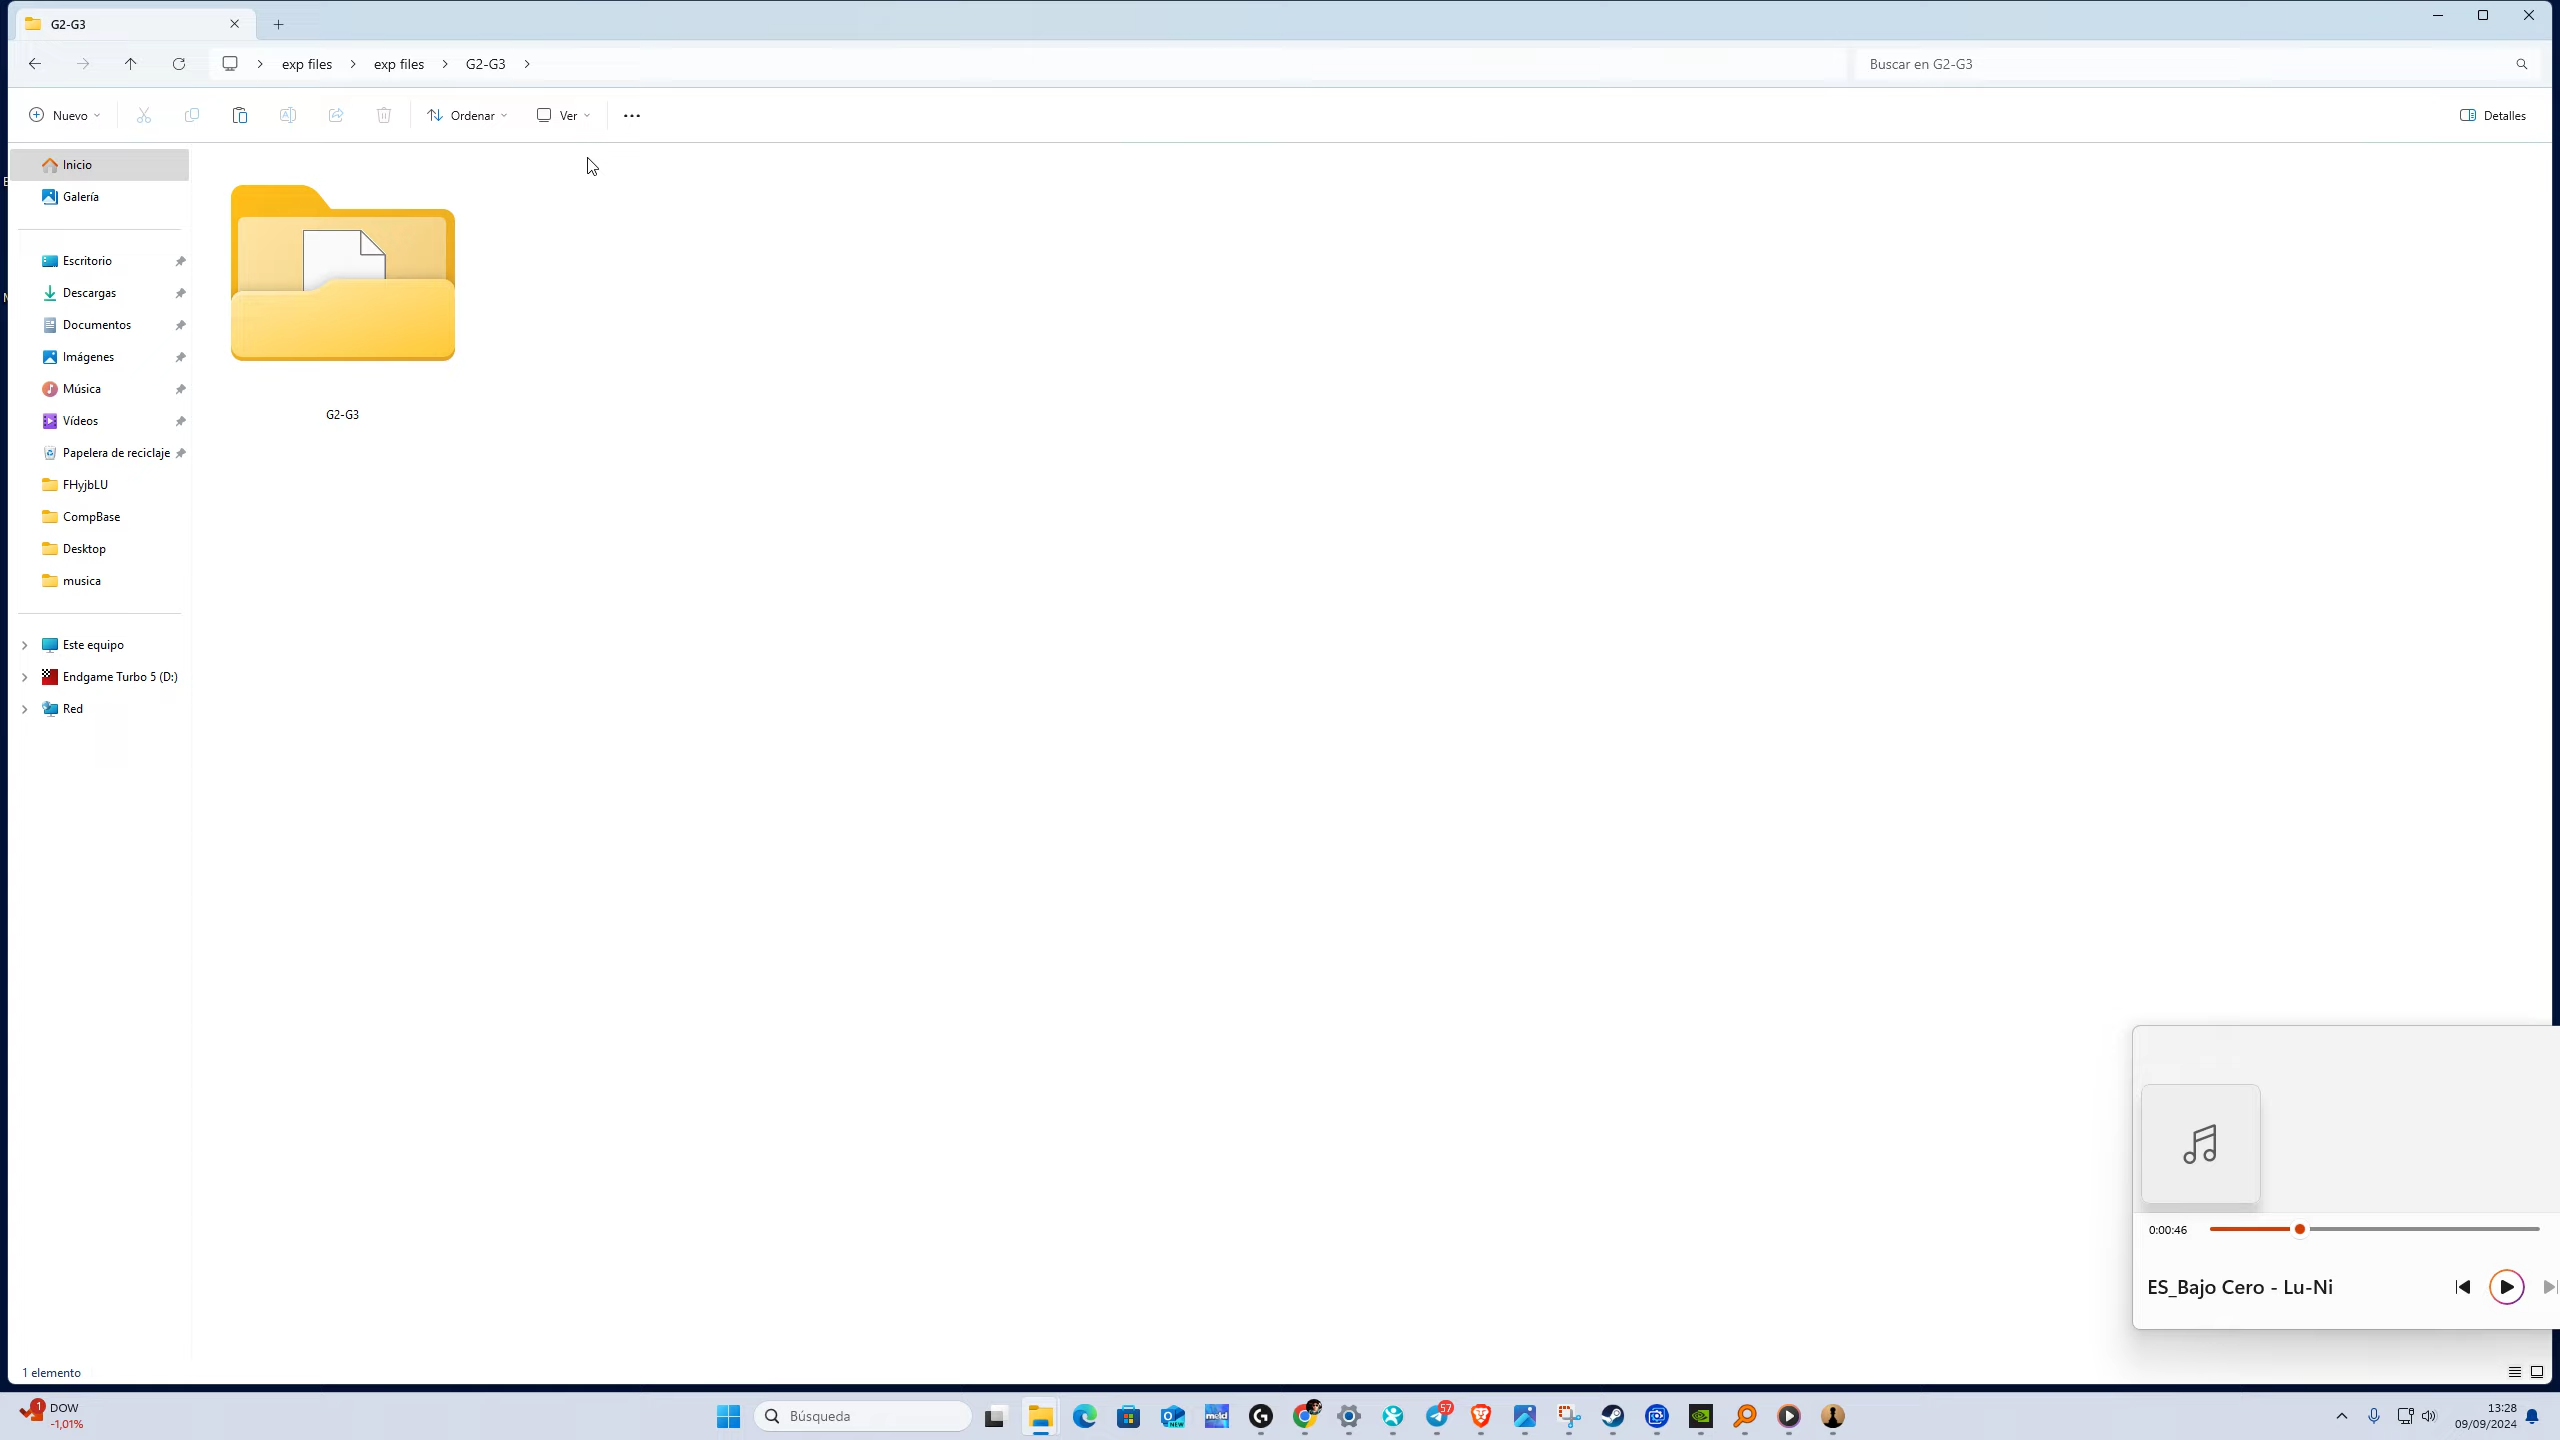 G2-G3
exp files
exp files
G2-G3
Buscar en G2-G3
Nuevo
Ordenar
Ver
Detalles
Inicio
Galería
Escritorio
Descargas
Documentos
Imágenes
Música
Vídeos
Papelera de reciclaje
FHyjbLU
CompBase
Desktop
musica
Este equipo
Endgame Turbo 5 (D:)
Red
G2-G3
0:00:46
ES_Bajo Cero - Lu-Ni
1 elemento
1
DOW
-1,01%
Búsqueda
NEW
meld
57
13:28
09/09/2024